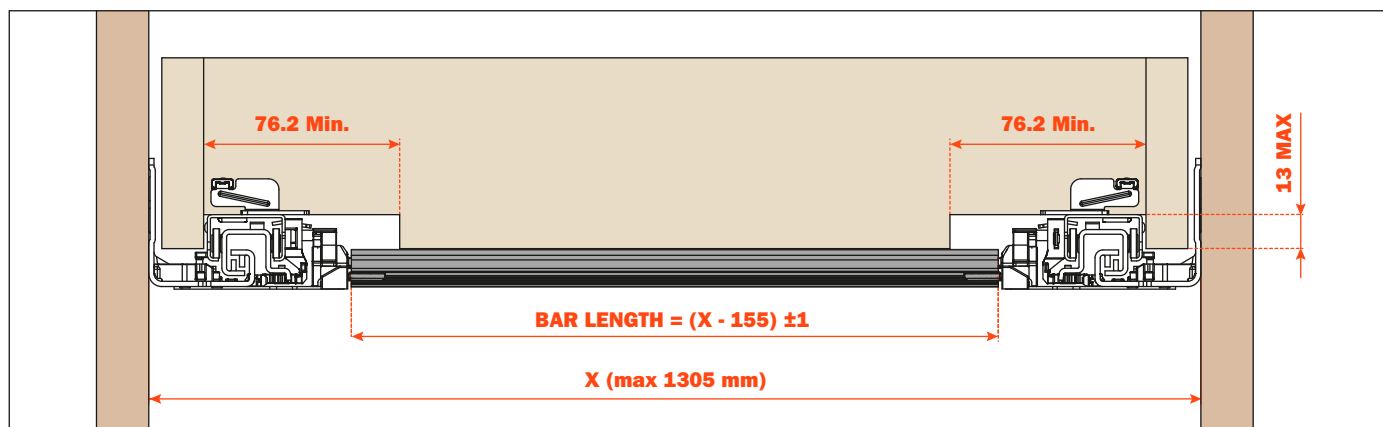 76.2 Min.
76.2 Min.
13 MAX
BAR LENGTH = (X - 155) ±1
X (max 1305 mm)